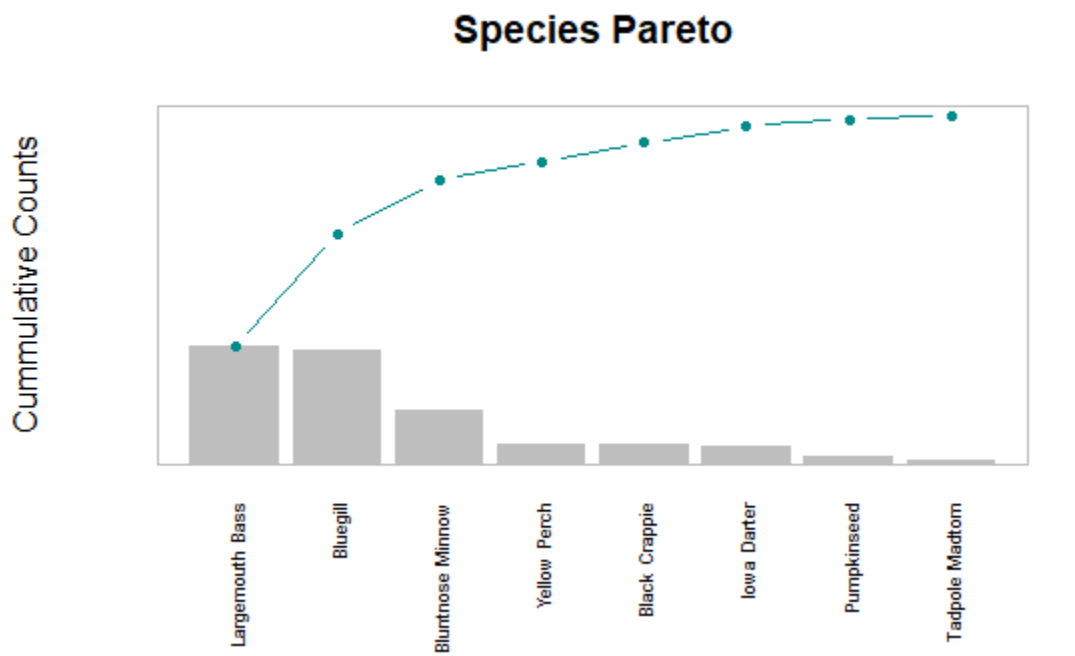 Species Pareto
Cummulative Counts
Largemouth Bass
Bluegill
Bluntnose Minnow
Yellow Perch
Black Crappie
Iowa Darter
Pumpkinseed
Tadpole Madtom